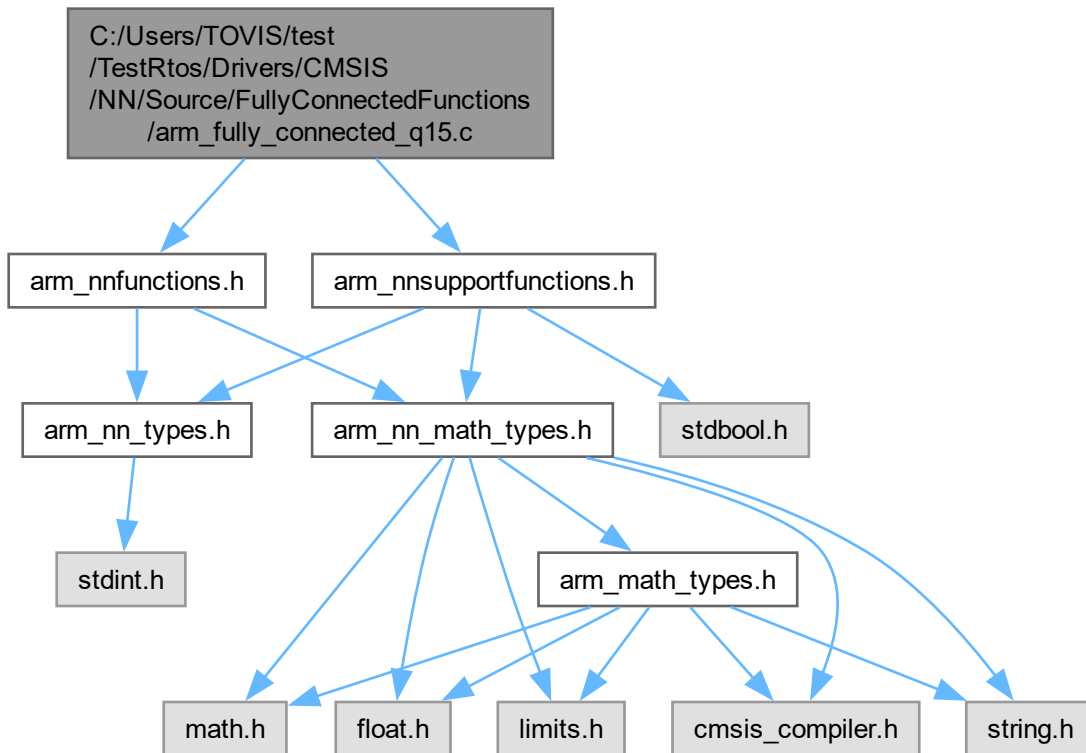 C:/Users/TOVIS/test
/TestRtos/Drivers/CMSIS
/NN/Source/FullyConnectedFunctions
/arm_fully_connected_q15.c
arm_nnfunctions.h
arm_nnsupportfunctions.h
arm_nn_types.h
arm_nn_math_types.h
stdbool.h
stdint.h
arm_math_types.h
math.h
float.h
limits.h
cmsis_compiler.h
string.h